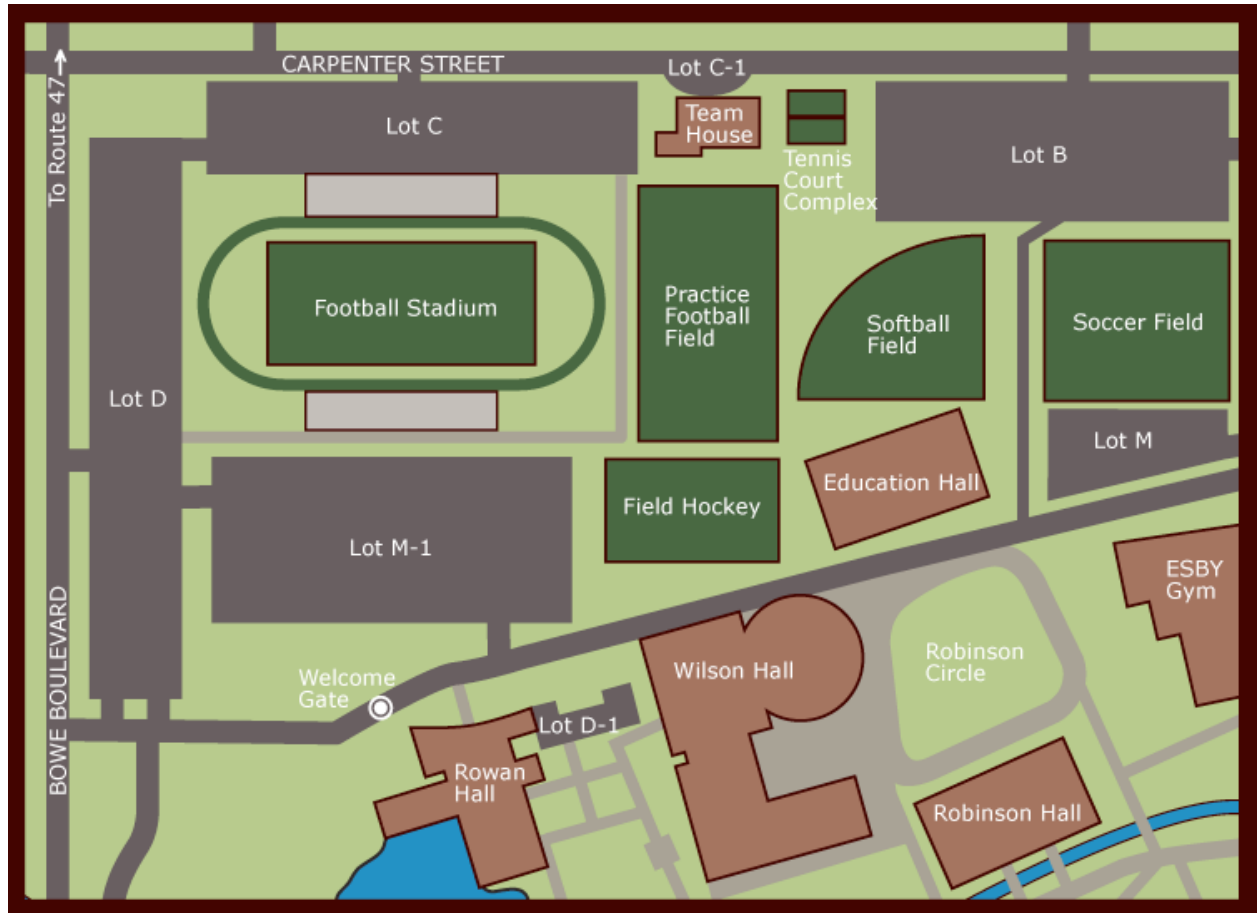 CARPENTER STREET
Lot C-1
To Route 47
Lot C
Team
House
Lot B
Tennis
Court
Complex
Football Stadium
Practice
Football
Field
Softball
Field
Soccer Field
Lot D
Lot M
Education Hall
Field Hockey
Lot M-1
ESBY
Gym
BOWE BOULEVARD
Welcome
Gate
Wilson Hall
Robinson
Circle
Lot D-1
Rowan
Hall
Robinson Hall